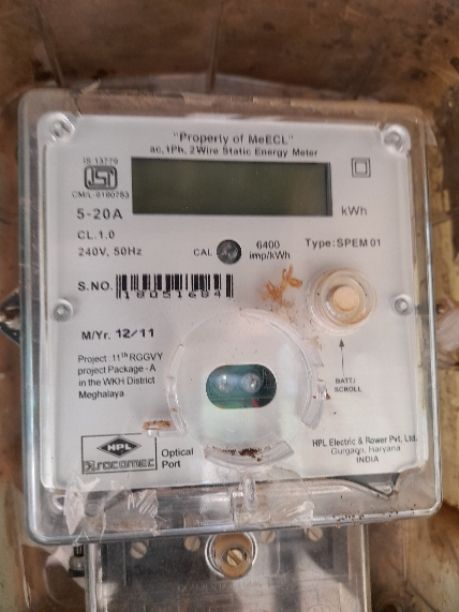 "Property of MeECL"
ac, 1Ph, 2Wire Static Energy Meter
IS 13779
CM/L-8160753
5-20A
kWh
CL.1.0
240V, 50Hz
CAL
6400
imp/kWh
Type: SPEM 01
S.NO.
18051684
M/Yr. 12/11
Project : 11th RGGVY
project Package - A
in the WKH District
Meghalaya
BATT./
SCROLL
HPL
Optical
Port
HPL Electric & Power Pvt. Ltd.
Gurgaon, Haryana
INDIA